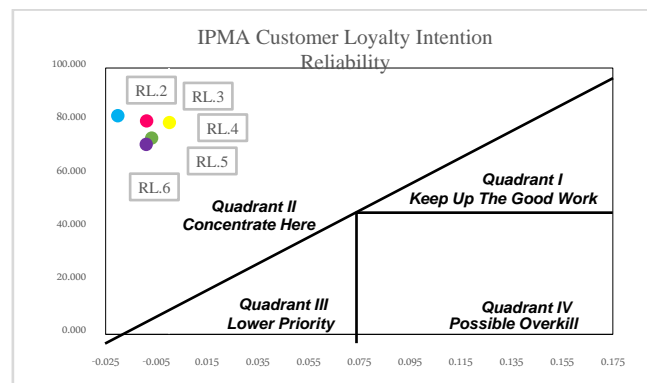 IPMA Customer Loyalty Intention
Reliability
100.000
80.000
60.000
40.000
20.000
0.000
RL.2
RL.3
RL.4
RL.5
RL.6
Quadrant II
Concentrate Here
Quadrant I
Keep Up The Good Work
Quadrant III
Lower Priority
Quadrant IV
Possible Overkill
-0.025 -0.005 0.015 0.035 0.055 0.075 0.095 0.115 0.135 0.155 0.175